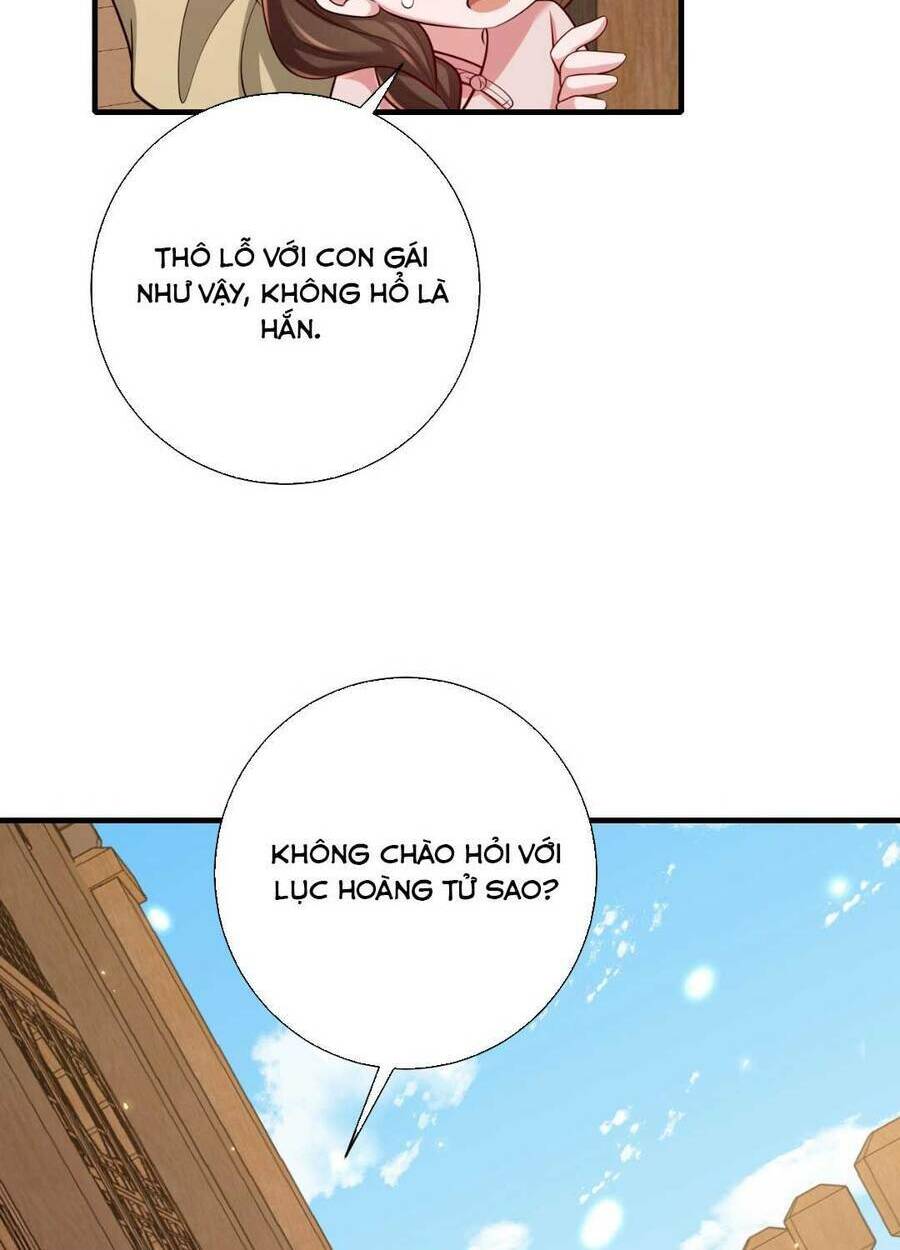 THÔ LỖ VỚI CON GÁI
NHƯ VẬY, KHÔNG HỔ LÀ
HẮN.
KHÔNG CHÀO HỎI VỚI
LỤC HOÀNG TỬ SAO?